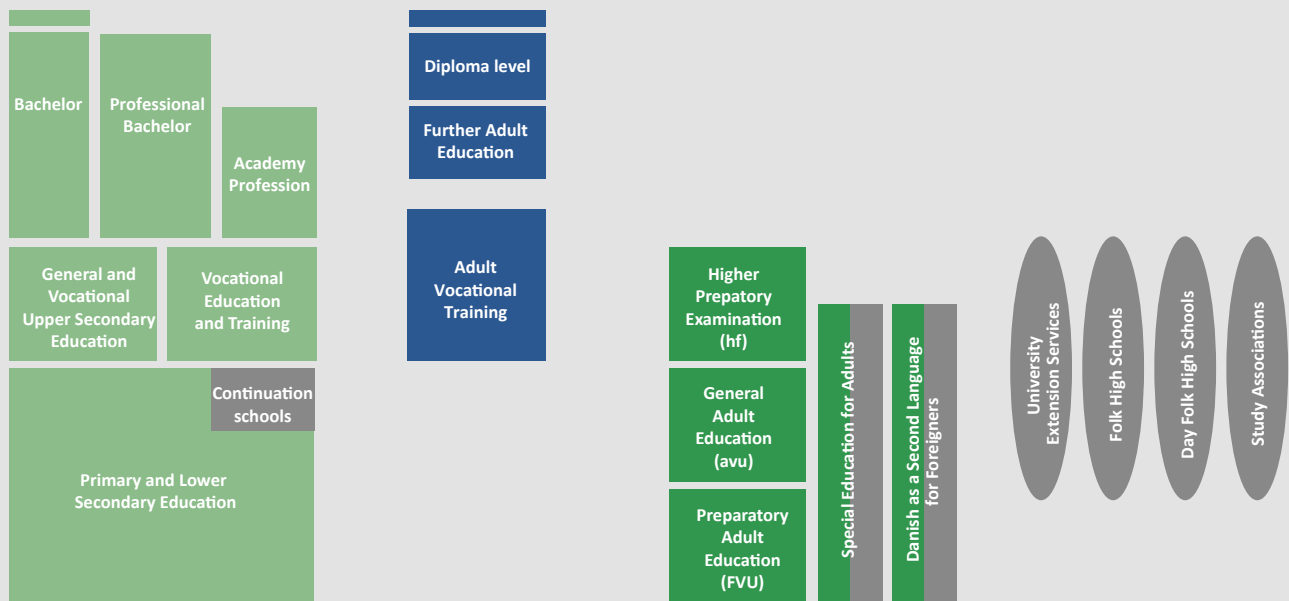 Bachelor
Professional
Bachelor
Academy
Profession
General and
Vocational
Upper Secondary
Education
Vocational
Education
and Training
Continuation
schools
Primary and Lower
Secondary Education
Diploma level
Further Adult
Education
Adult
Vocational
Training
Higher
Prepatory
Examination
(hf)
General
Adult
Education
(avu)
Preparatory
Adult
Education
(FVU)
Special Education for Adults
Danish as a Second Language
for Foreigners
University
Extension Services
Folk High Schools
Day Folk High Schools
Study Associations